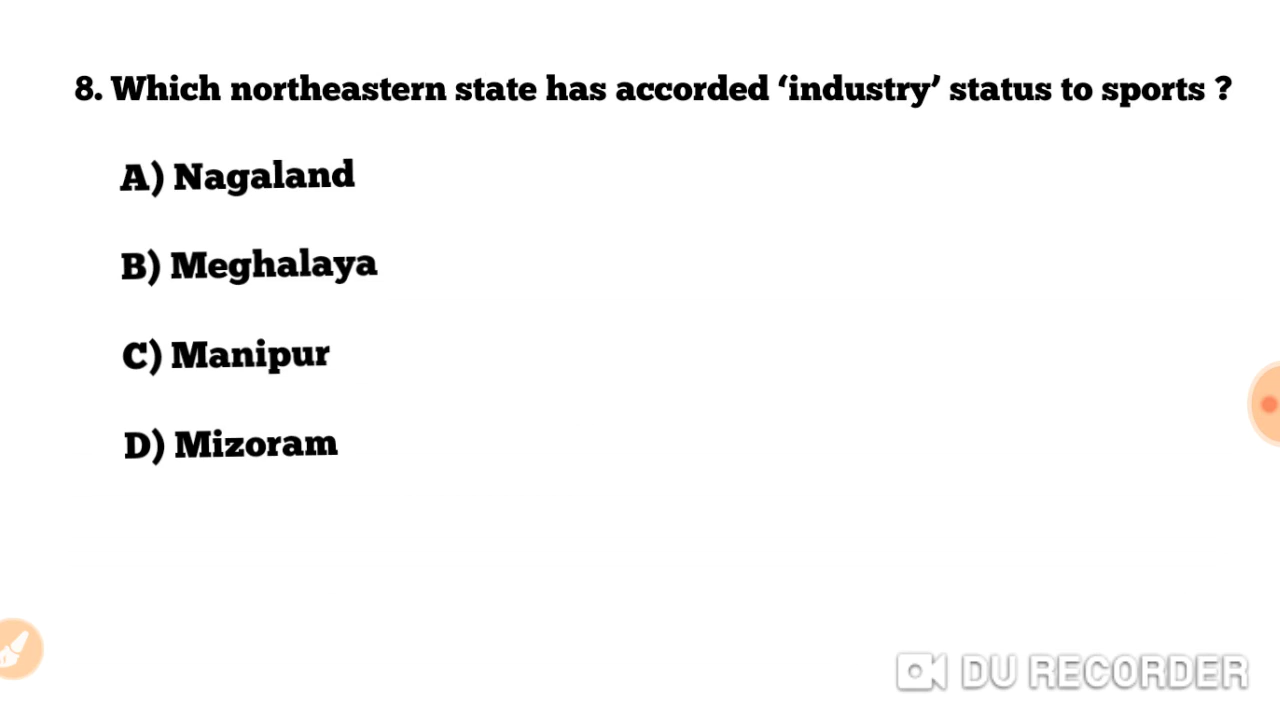 8. Which northeastern state has accorded ‘industry’ status to sports ?
A) Nagaland
B) Meghalaya
C) Manipur
D) Mizoram
DU RECORDER